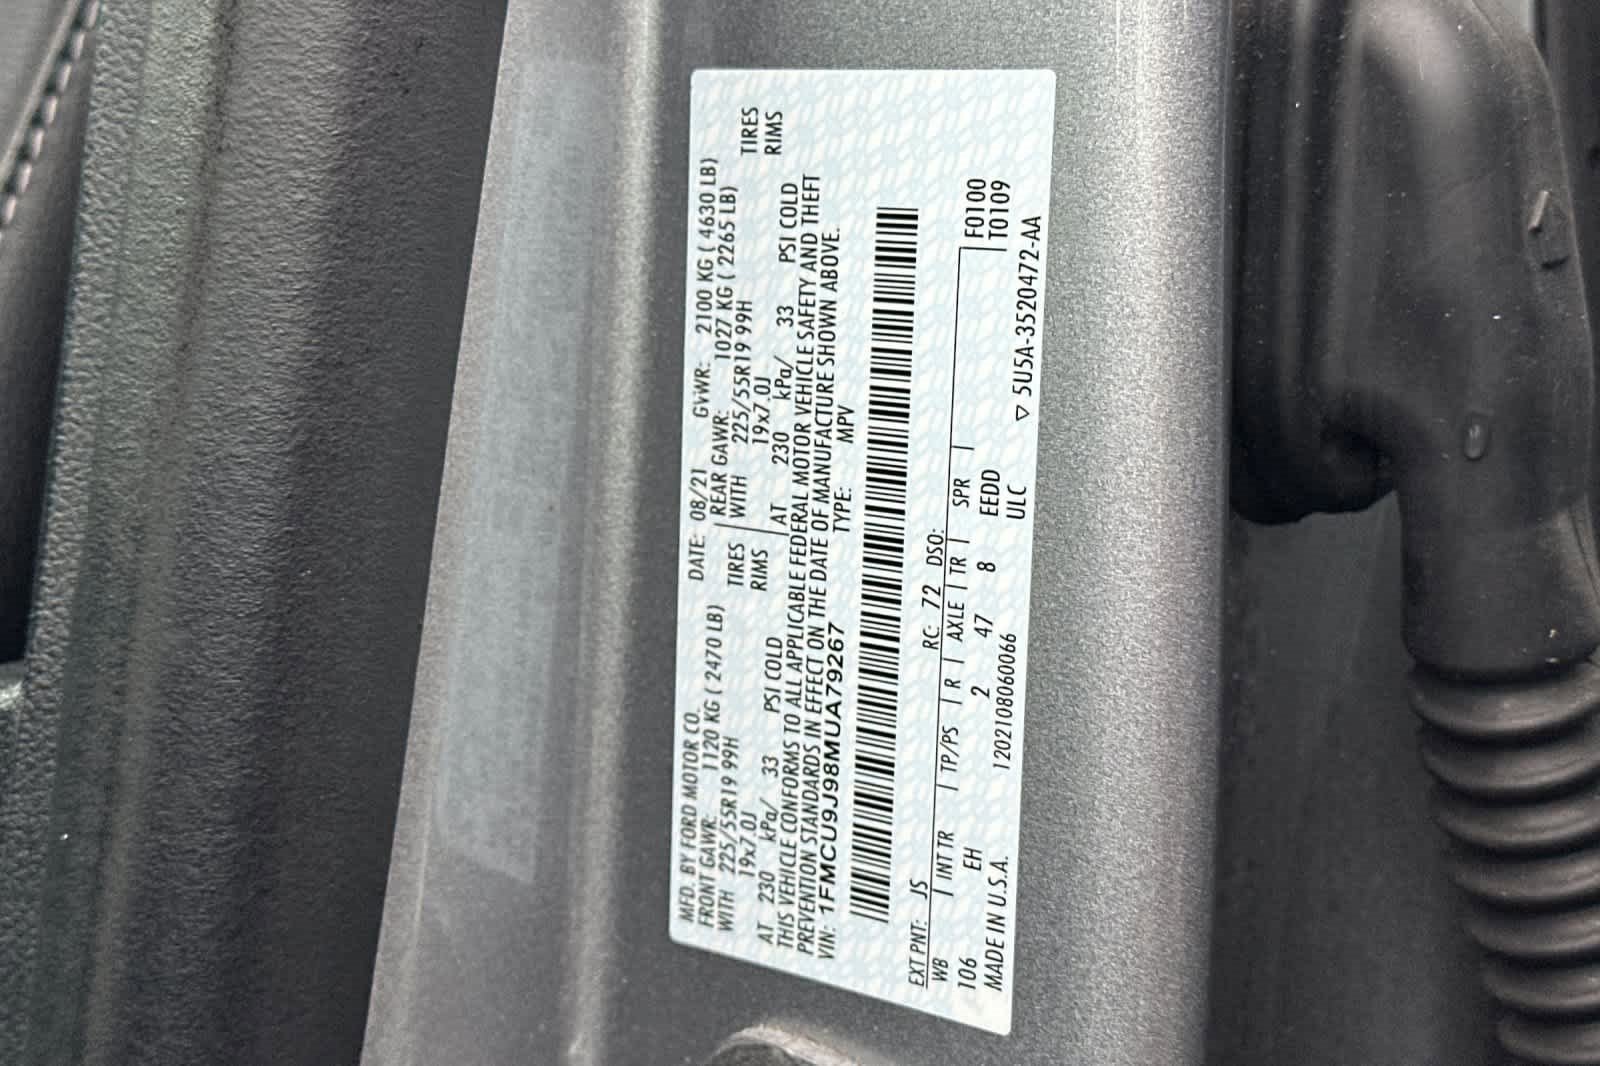 MFD. BY FORD MOTOR CO. DATE: 08/21 GVWR: 2100 KG ( 4630 LB)
FRONT GAWR: 1120 KG ( 2470 LB) REAR GAWR: 1027 KG ( 2265 LB)
WITH 225/55R19 99H TIRES WITH 225/55R19 99H TIRES
19x7.0J RIMS 19x7.0J RIMS
AT 230 kPa/ 33 PSI COLD AT 230 kPa/ 33 PSI COLD
THIS VEHICLE CONFORMS TO ALL APPLICABLE FEDERAL MOTOR VEHICLE SAFETY AND THEFT
PREVENTION STANDARDS IN EFFECT ON THE DATE OF MANUFACTURE SHOWN ABOVE.
VIN: 1FMCU9J98MUA79267 TYPE: MPV
EXT PNT: JS RC: 72 DSO:
WB INT TR TP/PS R AXLE TR SPR F0100
106 EH 2 47 8 EEDD T0109
MADE IN U.S.A. 1202108060066 ULC ▽ 5U5A-3520472-AA